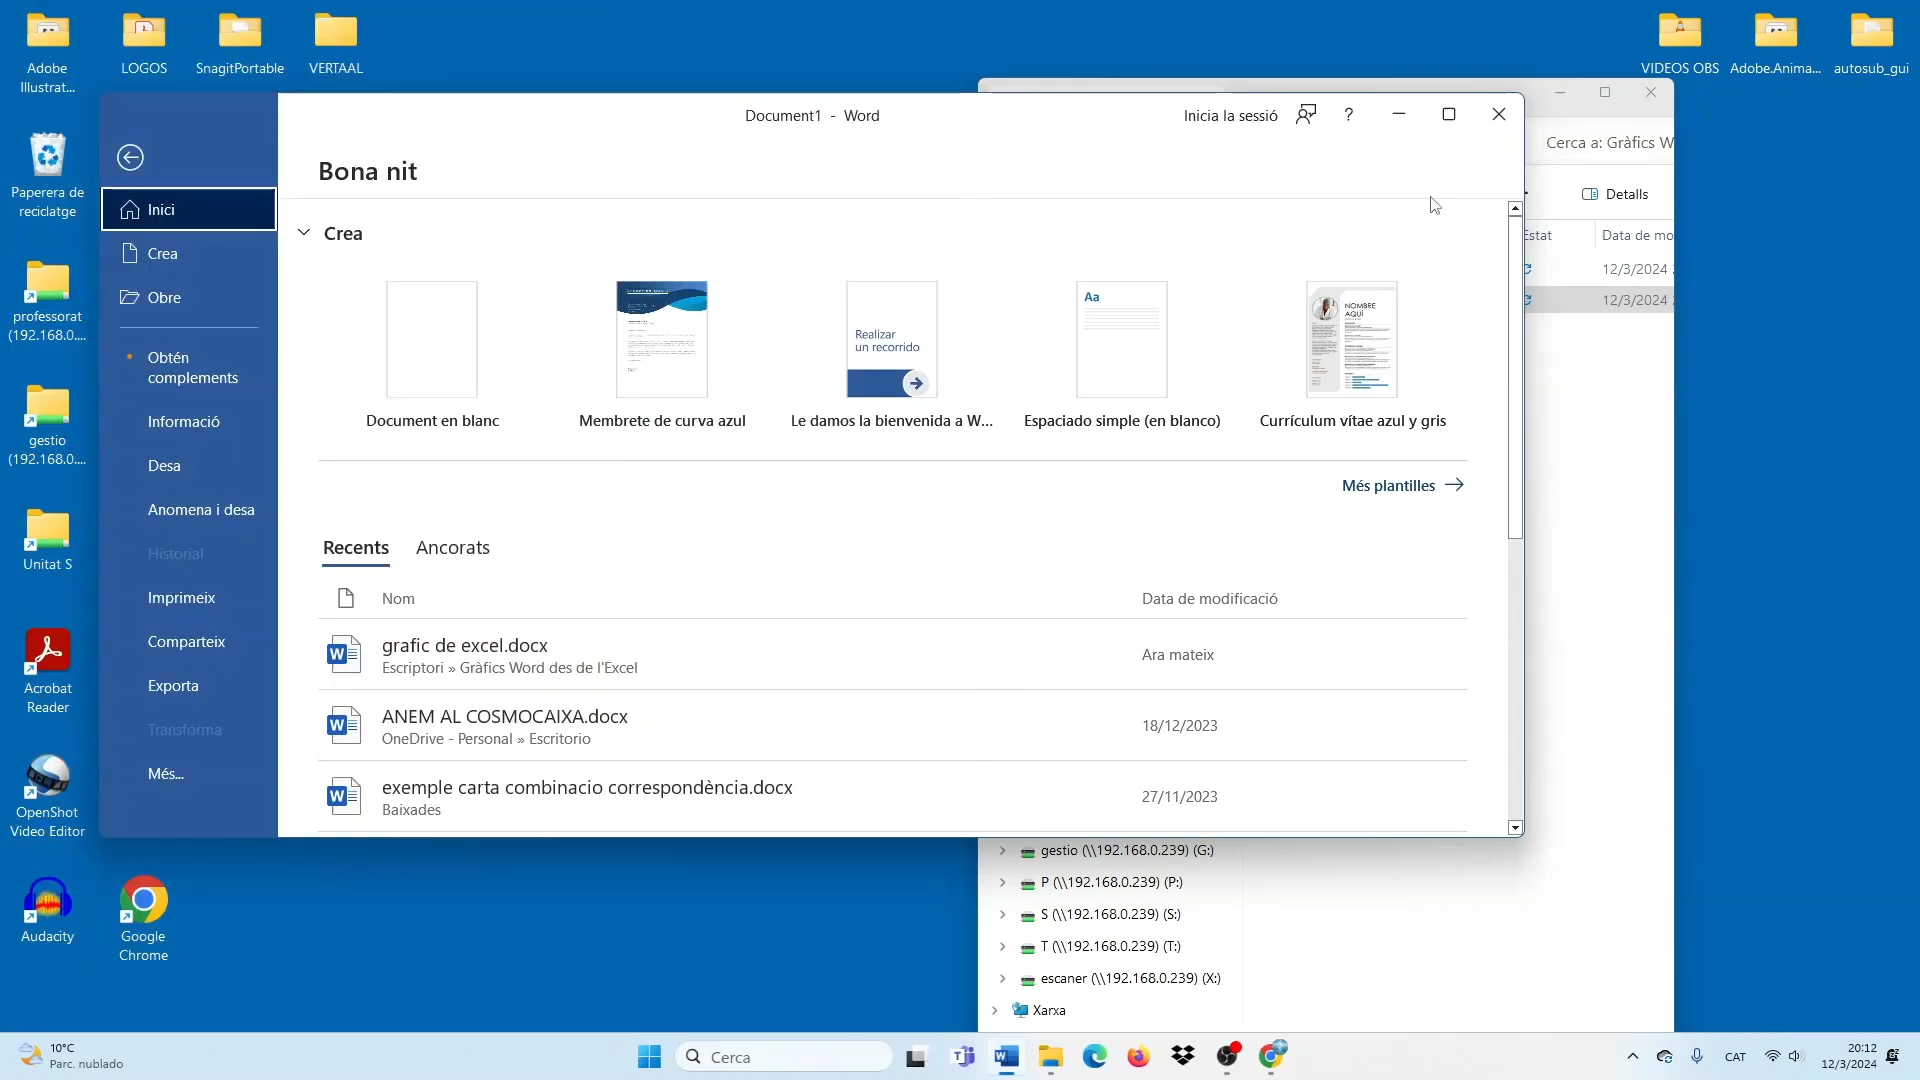 Adobe
Illustrat...
LOGOS
SnagitPortable
VERTAAL
VIDEOS OBS
Adobe.Anima...
autosub_gui
Paperera de
reciclatge
professorat
(192.168.0....
gestio
(192.168.0....
Unitat S
Acrobat
Reader
OpenShot
Video Editor
Audacity
Google
Chrome
Document1 - Word
Inicia la sessió
?
Inici
Crea
Obre
Obtén
complements
Informació
Desa
Anomena i desa
Historial
Imprimeix
Comparteix
Exporta
Transforma
Més...
Bona nit
Crea
Realizar
un recorrido
Aa
NOMBRE
AQUÍ
Document en blanc
Membrete de curva azul
Le damos la bienvenida a W...
Espaciado simple (en blanco)
Currículum vítae azul y gris
Més plantilles
Recents
Ancorats
Nom
Data de modificació
grafic de excel.docx
Escriptori » Gràfics Word des de l'Excel
Ara mateix
ANEM AL COSMOCAIXA.docx
OneDrive - Personal » Escritorio
18/12/2023
exemple carta combinacio correspondència.docx
Baixades
27/11/2023
Cerca a: Gràfics W
Detalls
Estat
Data de mo
12/3/2024
12/3/2024
gestio (\\192.168.0.239) (G:)
P (\\192.168.0.239) (P:)
S (\\192.168.0.239) (S:)
T (\\192.168.0.239) (T:)
escaner (\\192.168.0.239) (X:)
Xarxa
10°C
Parc. nublado
Cerca
CAT
20:12
12/3/2024